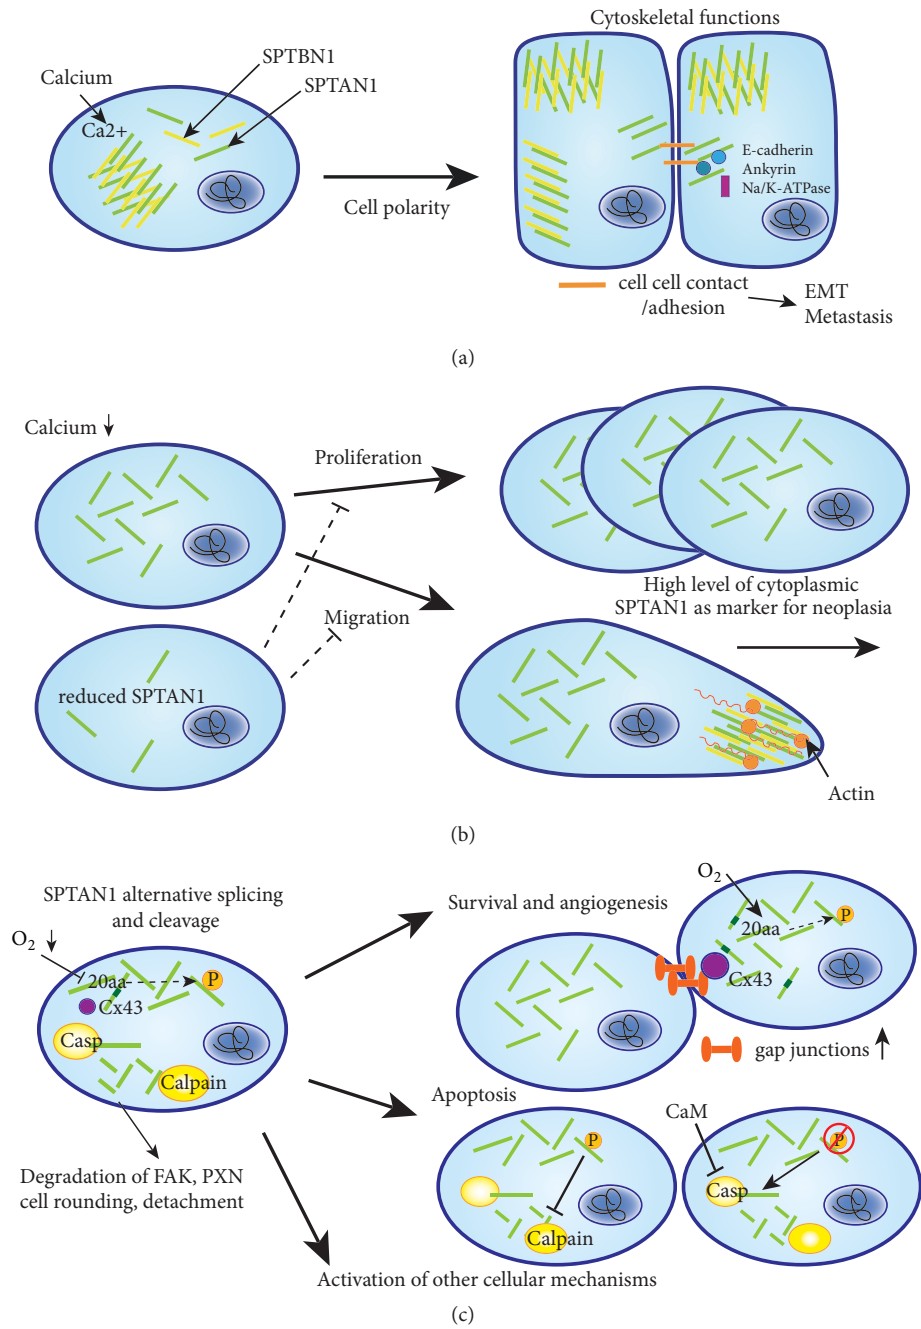 Cytoskeletal functions
SPTBN1
SPTAN1
Calcium
Ca2+
Cell polarity
E-cadherin
Ankyrin
Na/K-ATPase
cell cell contact
/adhesion
EMT
Metastasis
(a)
Calcium
Proliferation
High level of cytoplasmic
SPTAN1 as marker for neoplasia
Migration
reduced SPTAN1
Actin
(b)
SPTAN1 alternative splicing
and cleavage
O2
20aa
P
Cx43
Casp
Calpain
Degradation of FAK, PXN
cell rounding, detachment
Survival and angiogenesis
O2
20aa
P
Cx43
gap junctions
Apoptosis
P
Calpain
CaM
P
Casp
Activation of other cellular mechanisms
(c)